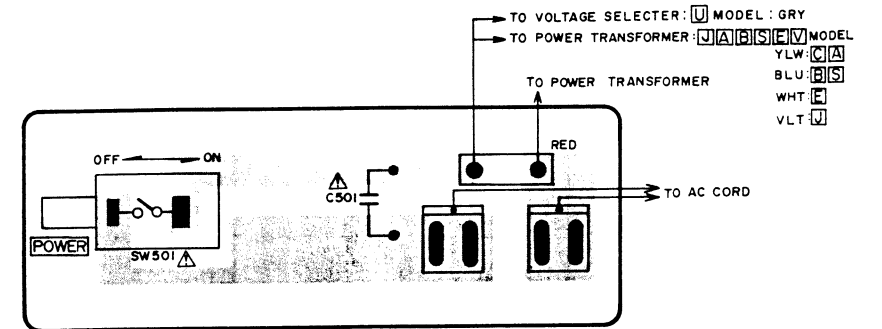 TO VOLTAGE SELECTER: U MODEL: GRY
TO POWER TRANSFORMER: J A B S E V MODEL
YLW: C A
BLU: B S
WHT: E
VLT: J
TO POWER TRANSFORMER
RED
OFF ON
C501
TO AC CORD
POWER
SW501